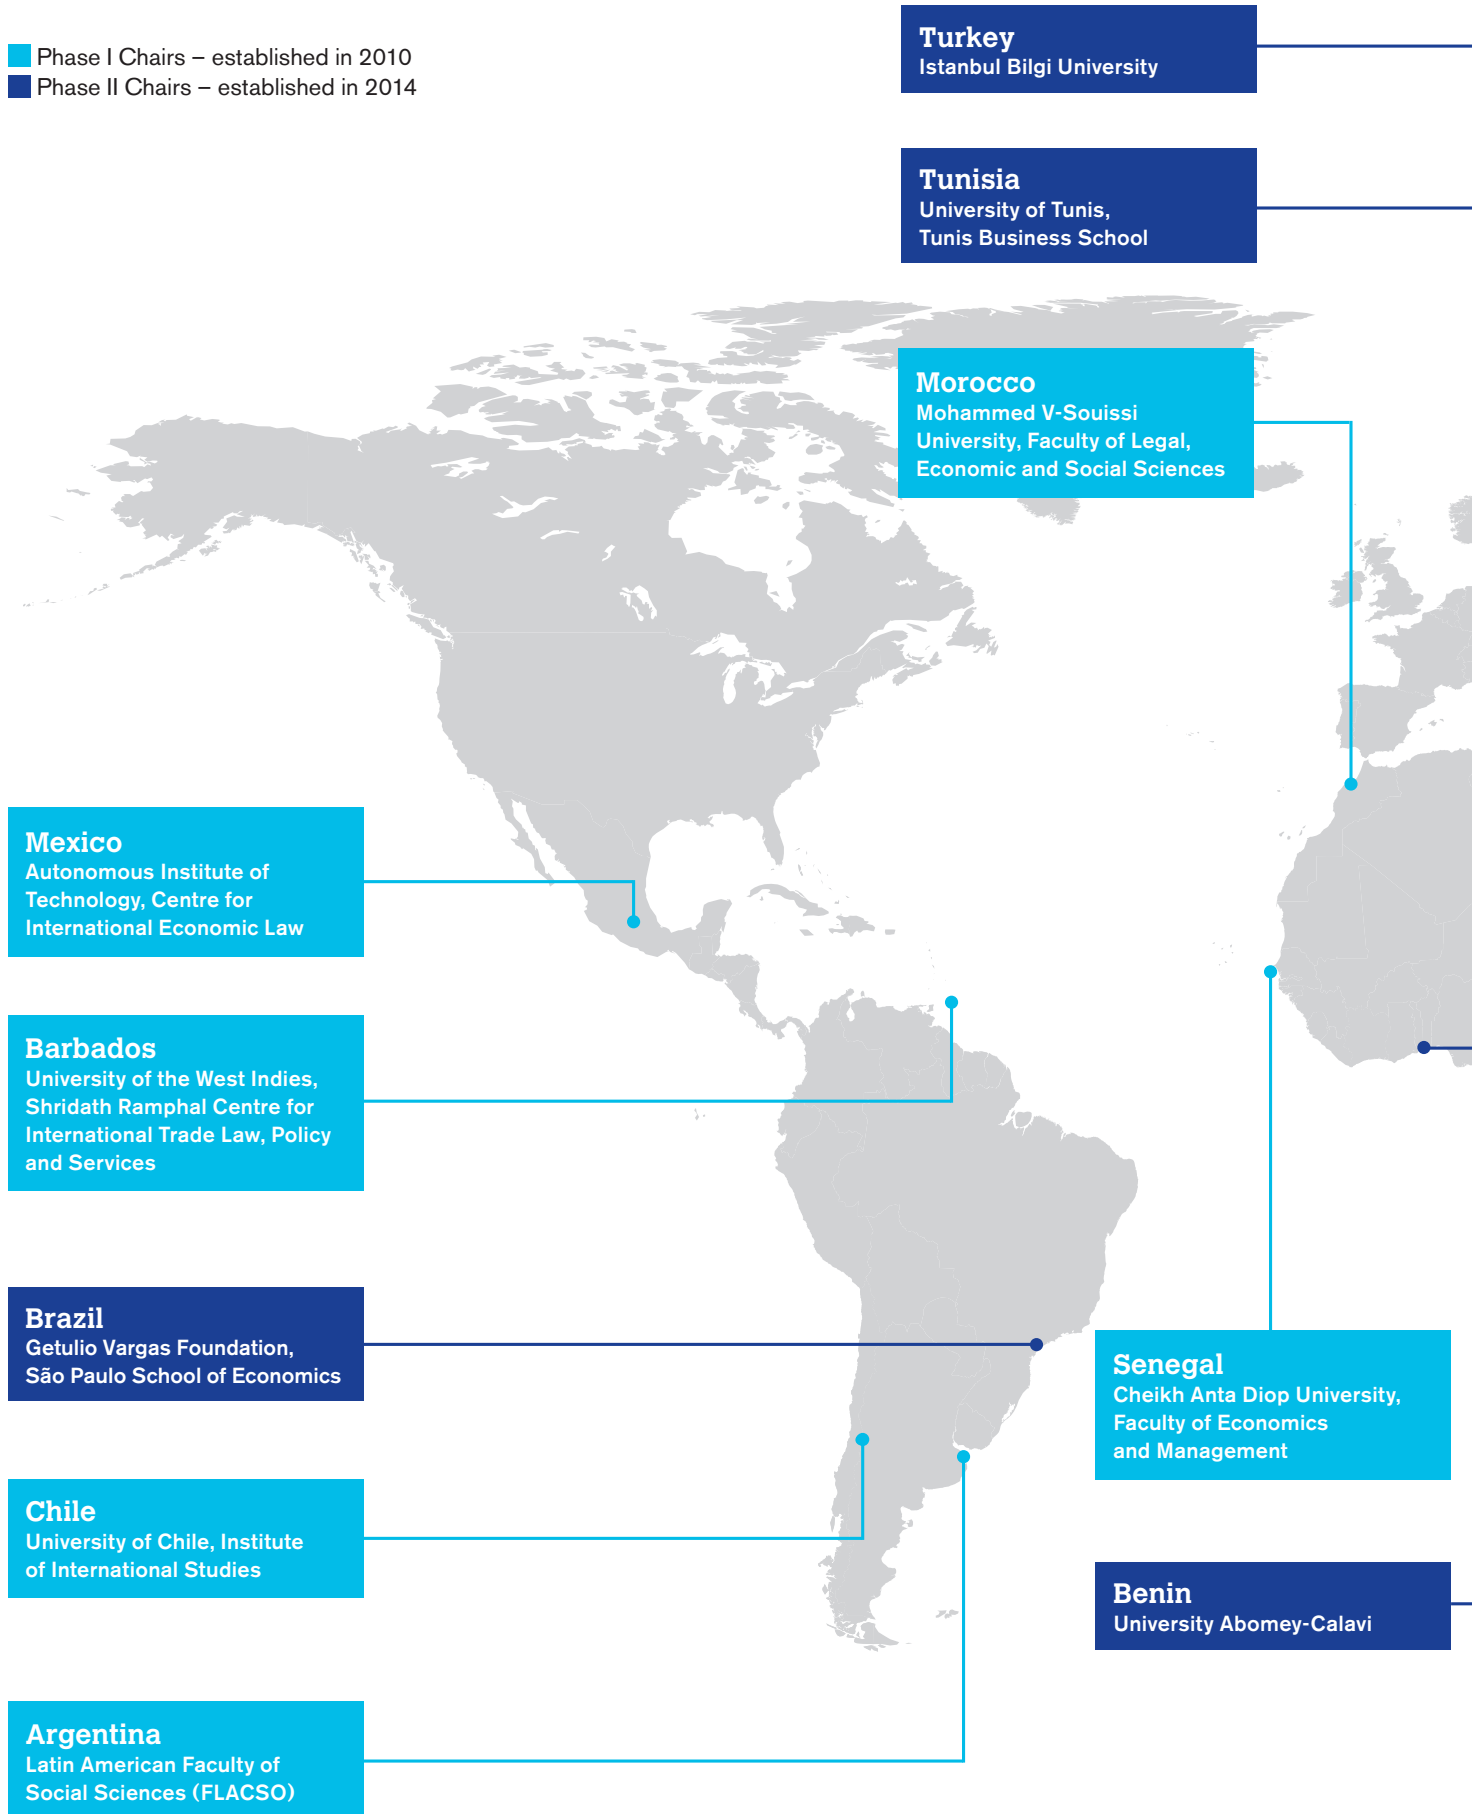 Phase I Chairs – established in 2010
Phase II Chairs – established in 2014
Turkey
Istanbul Bilgi University
Tunisia
University of Tunis,
Tunis Business School
Morocco
Mohammed V-Souissi
University, Faculty of Legal,
Economic and Social Sciences
Mexico
Autonomous Institute of
Technology, Centre for
International Economic Law
Barbados
University of the West Indies,
Shridath Ramphal Centre for
International Trade Law, Policy
and Services
Brazil
Getulio Vargas Foundation,
São Paulo School of Economics
Senegal
Cheikh Anta Diop University,
Faculty of Economics
and Management
Chile
University of Chile, Institute
of International Studies
Benin
University Abomey-Calavi
Argentina
Latin American Faculty of
Social Sciences (FLACSO)